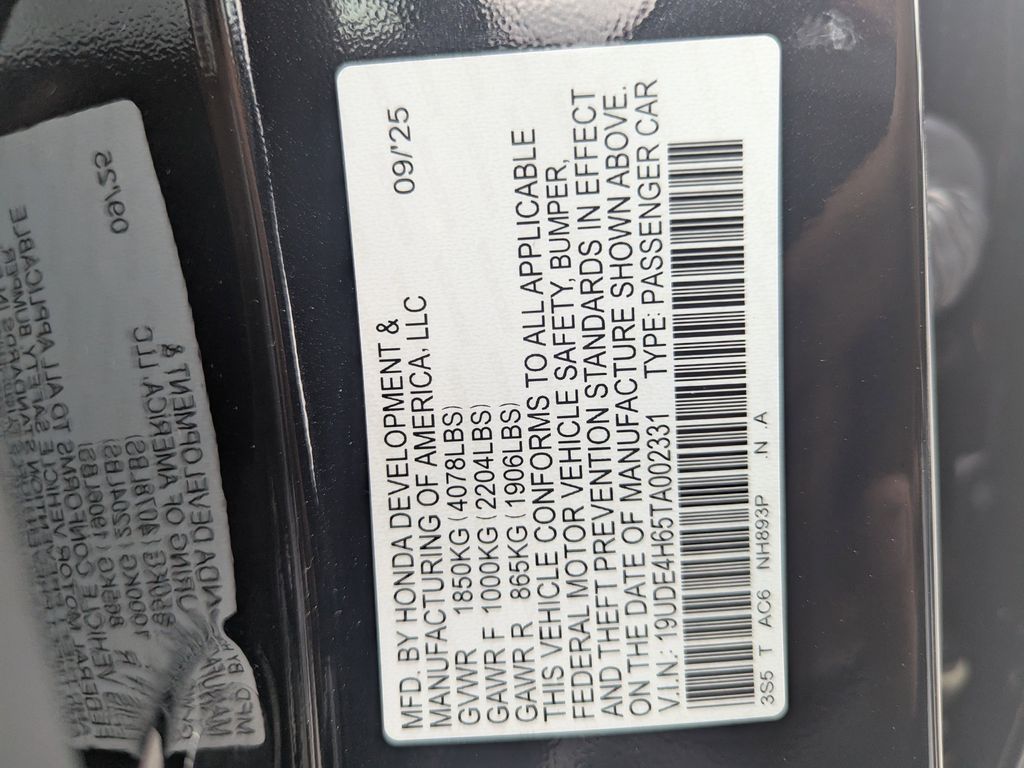 MFD. BY HONDA DEVELOPMENT &
MANUFACTURING OF AMERICA, LLC 09/'25
GVWR 1850KG (4078LBS)
GAWR F 1000KG (2204LBS)
GAWR R 865KG (1906LBS)
THIS VEHICLE CONFORMS TO ALL APPLICABLE
FEDERAL MOTOR VEHICLE SAFETY, BUMPER,
AND THEFT PREVENTION STANDARDS IN EFFECT
ON THE DATE OF MANUFACTURE SHOWN ABOVE.
V.I.N.: 19UDE4H65TA002331 TYPE: PASSENGER CAR
3S5 T AC6 NH893P N A